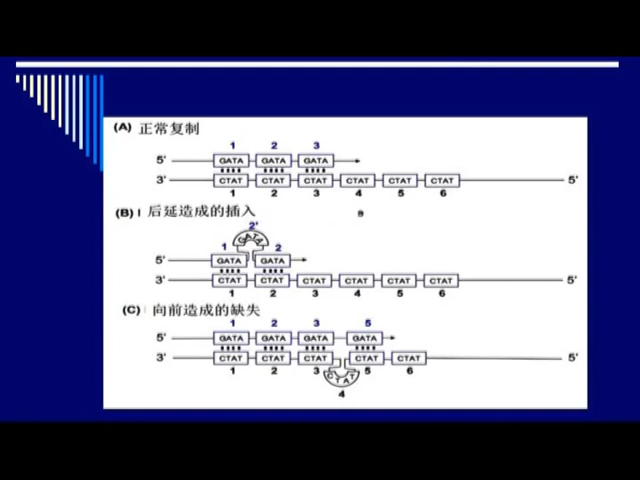 (A) 正常复制
1 2 3
5' GATA GATA GATA
3' CTAT CTAT CTAT CTAT CTAT CTAT 5'
1 2 3 4 5 6
(B) 后延造成的插入
2'
GATA
1 2
5' GATA GATA
3' CTAT CTAT CTAT CTAT CTAT CTAT 5'
1 2 3 4 5 6
(C) 向前造成的缺失
1 2 3 5
5' GATA GATA GATA GATA
3' CTAT CTAT CTAT CTAT 5'
1 2 3 5 6
CTAT
4